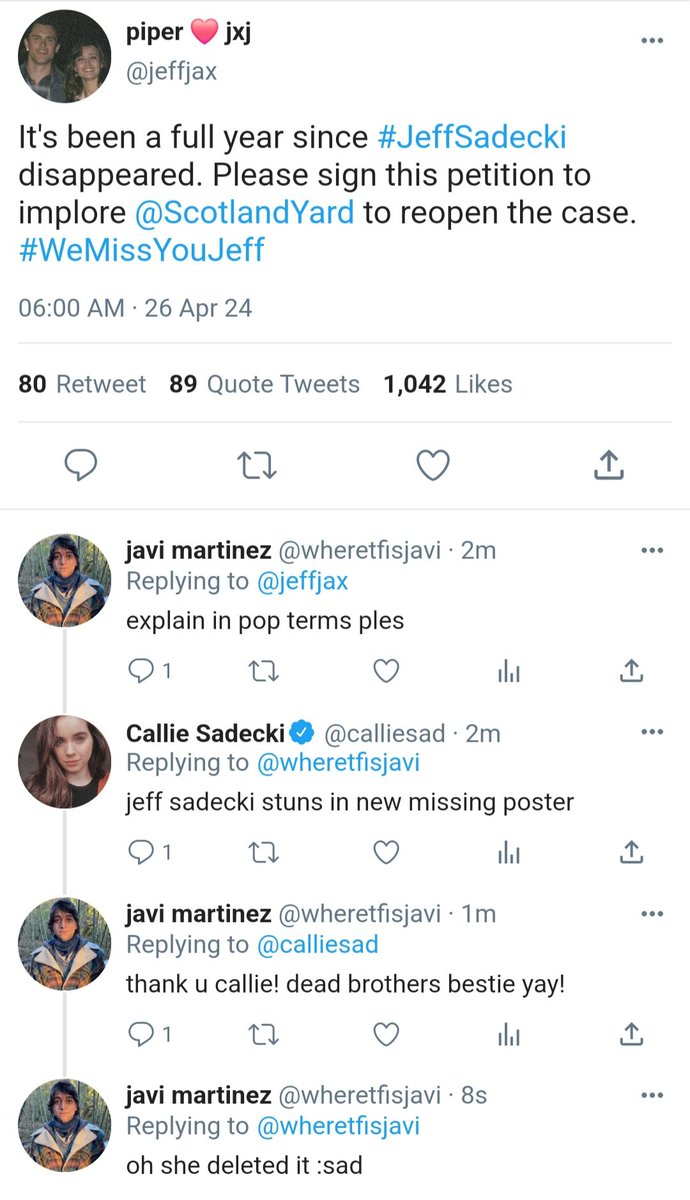 piper ❤️ jxj
@jeffjax
It's been a full year since #JeffSadecki
disappeared. Please sign this petition to
implore @ScotlandYard to reopen the case.
#WeMissYouJeff
06:00 AM · 26 Apr 24
80 Retweet 89 Quote Tweets 1,042 Likes
javi martinez @wheretfisjavi · 2m
Replying to @jeffjax
explain in pop terms ples
1
Callie Sadecki @calliesad · 2m
Replying to @wheretfisjavi
jeff sadecki stuns in new missing poster
1
javi martinez @wheretfisjavi · 1m
Replying to @calliesad
thank u callie! dead brothers bestie yay!
1
javi martinez @wheretfisjavi · 8s
Replying to @wheretfisjavi
oh she deleted it :sad